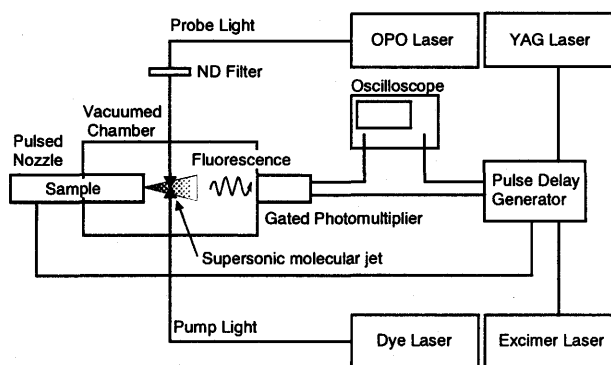 Probe Light
OPO Laser
YAG Laser
ND Filter
Oscilloscope
Vacuumed
Chamber
Pulsed
Nozzle
Fluorescence
Sample
Pulse Delay
Generator
Gated Photomultiplier
Supersonic molecular jet
Pump Light
Dye Laser
Excimer Laser